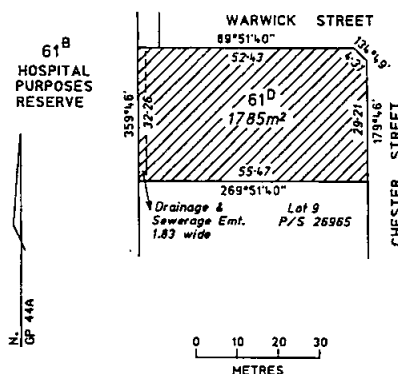 WARWICK STREET
89°51'40"
134°49'
61ᴮ
HOSPITAL
PURPOSES
RESERVE
52·43
4·31
61ᴰ
1785m²
359°46'
32·26
29·21
179°46'
CHESTER STREET
55·47
269°51'40"
Drainage &
Sewerage Emt.
1.83 wide
Lot 9
P/S 26965
N.
GP 44A
0 10 20 30
METRES